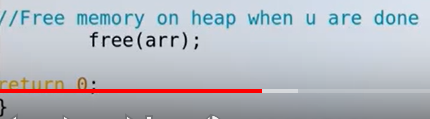 //Free memory on heap when u are done
free(arr);
return 0;
}